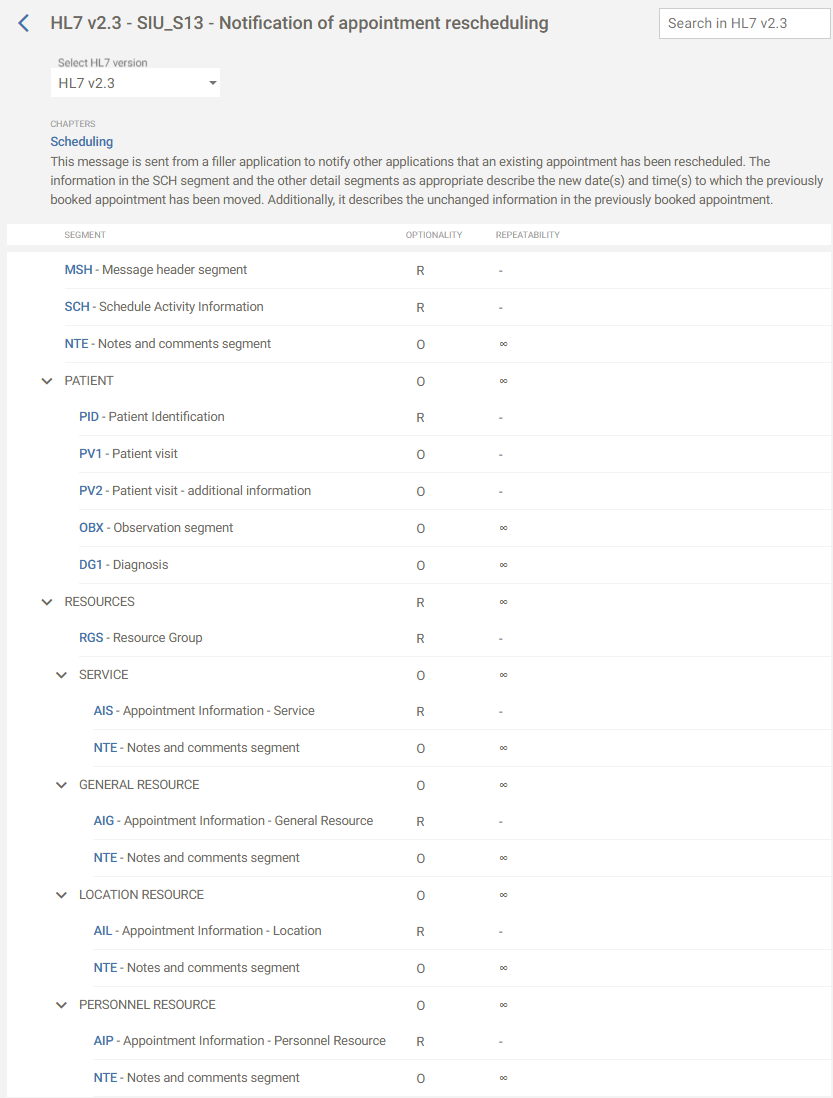 HL7 v2.3 - SIU_S13 - Notification of appointment rescheduling
Search in HL7 v2.3
Select HL7 version
HL7 v2.3
CHAPTERS
Scheduling
This message is sent from a filler application to notify other applications that an existing appointment has been rescheduled. The
information in the SCH segment and the other detail segments as appropriate describe the new date(s) and time(s) to which the previously
booked appointment has been moved. Additionally, it describes the unchanged information in the previously booked appointment.
SEGMENT OPTIONALITY REPEATABILITY
MSH - Message header segment R -
SCH - Schedule Activity Information R -
NTE - Notes and comments segment O ∞
PATIENT O ∞
PID - Patient Identification R -
PV1 - Patient visit O -
PV2 - Patient visit - additional information O -
OBX - Observation segment O ∞
DG1 - Diagnosis O ∞
RESOURCES R ∞
RGS - Resource Group R -
SERVICE O ∞
AIS - Appointment Information - Service R -
NTE - Notes and comments segment O ∞
GENERAL RESOURCE O ∞
AIG - Appointment Information - General Resource R -
NTE - Notes and comments segment O ∞
LOCATION RESOURCE O ∞
AIL - Appointment Information - Location R -
NTE - Notes and comments segment O ∞
PERSONNEL RESOURCE O ∞
AIP - Appointment Information - Personnel Resource R -
NTE - Notes and comments segment O ∞